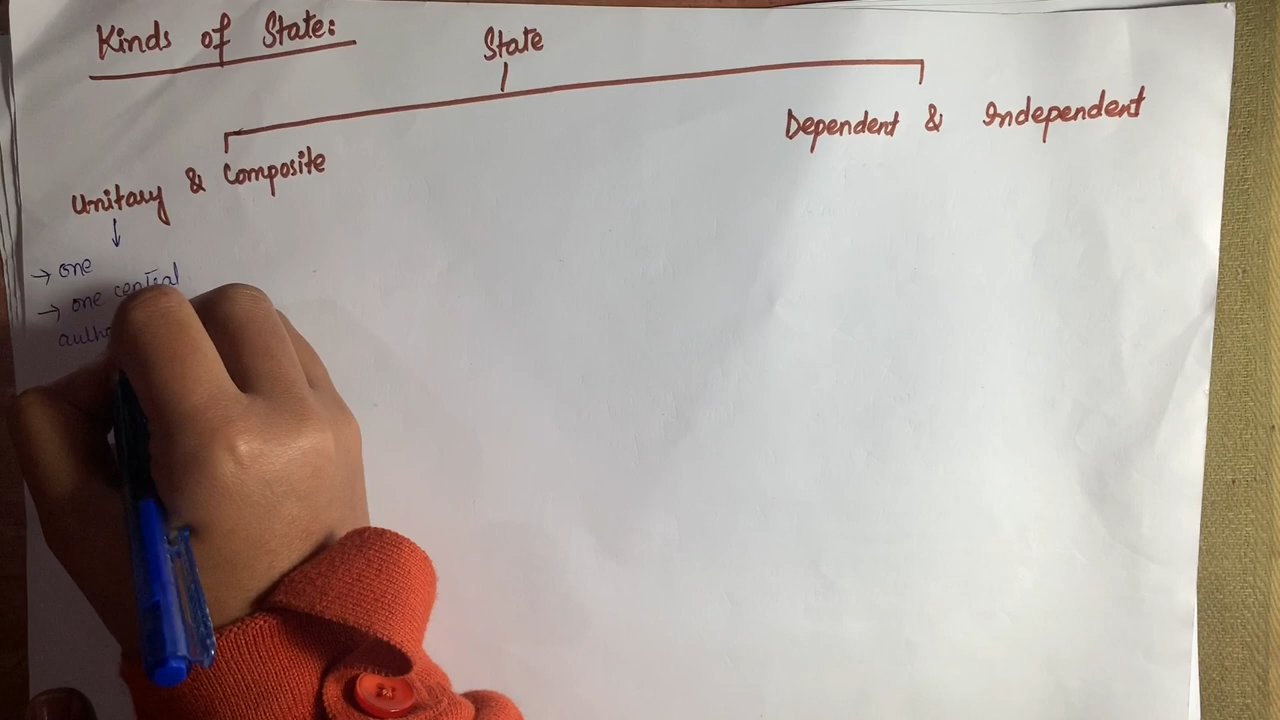 Kinds of State:
State
Dependent & Independent
Unitary & Composite
→ one
→ one central